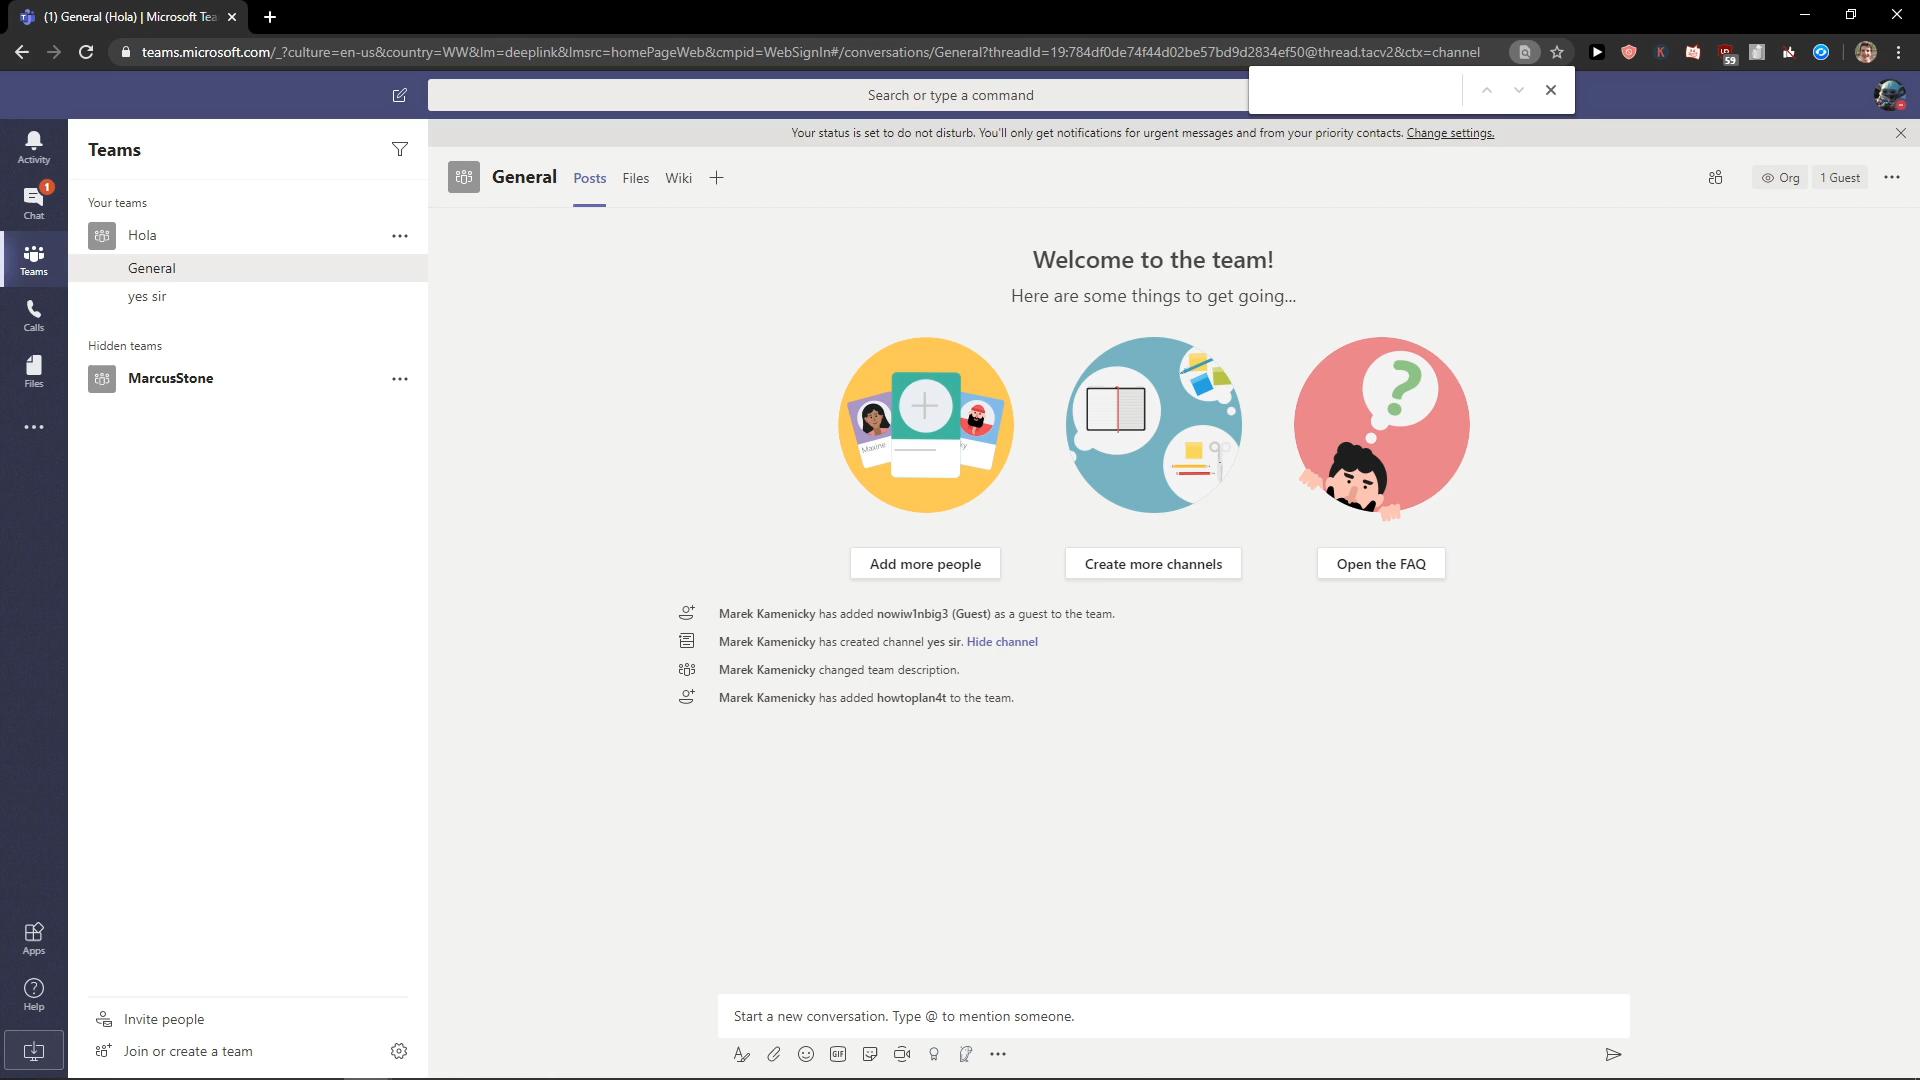 (1) General (Hola) | Microsoft Tea
teams.microsoft.com/_?culture=en-us&country=WW&lm=deeplink&lmsrc=homePageWeb&cmpid=WebSignIn#/conversations/General?threadId=19:784df0de74f44d02be57bd9d2834ef50@thread.tacv2&ctx=channel
59
Search or type a command
Your status is set to do not disturb. You'll only get notifications for urgent messages and from your priority contacts. Change settings.
Activity
1
Chat
Teams
Calls
Files
Apps
Help
Teams
Your teams
Hola
General
yes sir
Hidden teams
MarcusStone
Invite people
Join or create a team
General Posts Files Wiki
Org
1 Guest
Welcome to the team!
Here are some things to get going...
Maxine
ky
?
Add more people
Create more channels
Open the FAQ
Marek Kamenicky has added nowiw1nbig3 (Guest) as a guest to the team.
Marek Kamenicky has created channel yes sir. Hide channel
Marek Kamenicky changed team description.
Marek Kamenicky has added howtoplan4t to the team.
Start a new conversation. Type @ to mention someone.
GIF